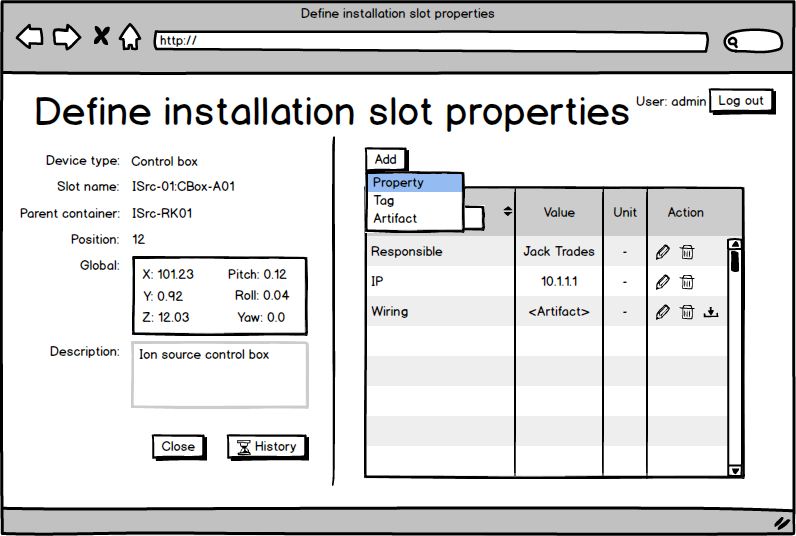 Define installation slot properties
http://
Define installation slot properties
User: admin
Log out
Device type: Control box
Slot name: ISrc-01:CBox-A01
Parent container: ISrc-RK01
Position: 12
Global:
X: 101.23 Pitch: 0.12
Y: 0.92 Roll: 0.04
Z: 12.03 Yaw: 0.0
Description: Ion source control box
Close
History
Add
Property
Tag
Artifact
Value Unit Action
Responsible Jack Trades -
IP 10.1.1.1 -
Wiring <Artifact> -